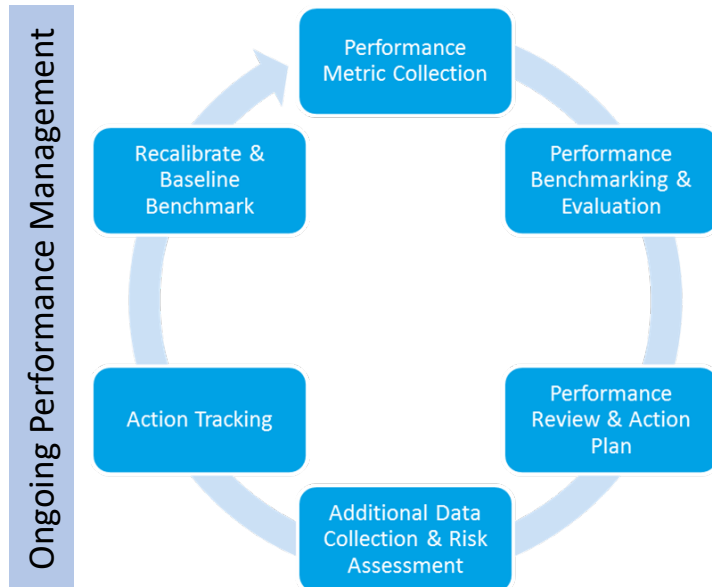 Ongoing Performance Management
Performance
Metric Collection
Performance
Benchmarking &
Evaluation
Performance
Review & Action
Plan
Additional Data
Collection & Risk
Assessment
Action Tracking
Recalibrate &
Baseline
Benchmark